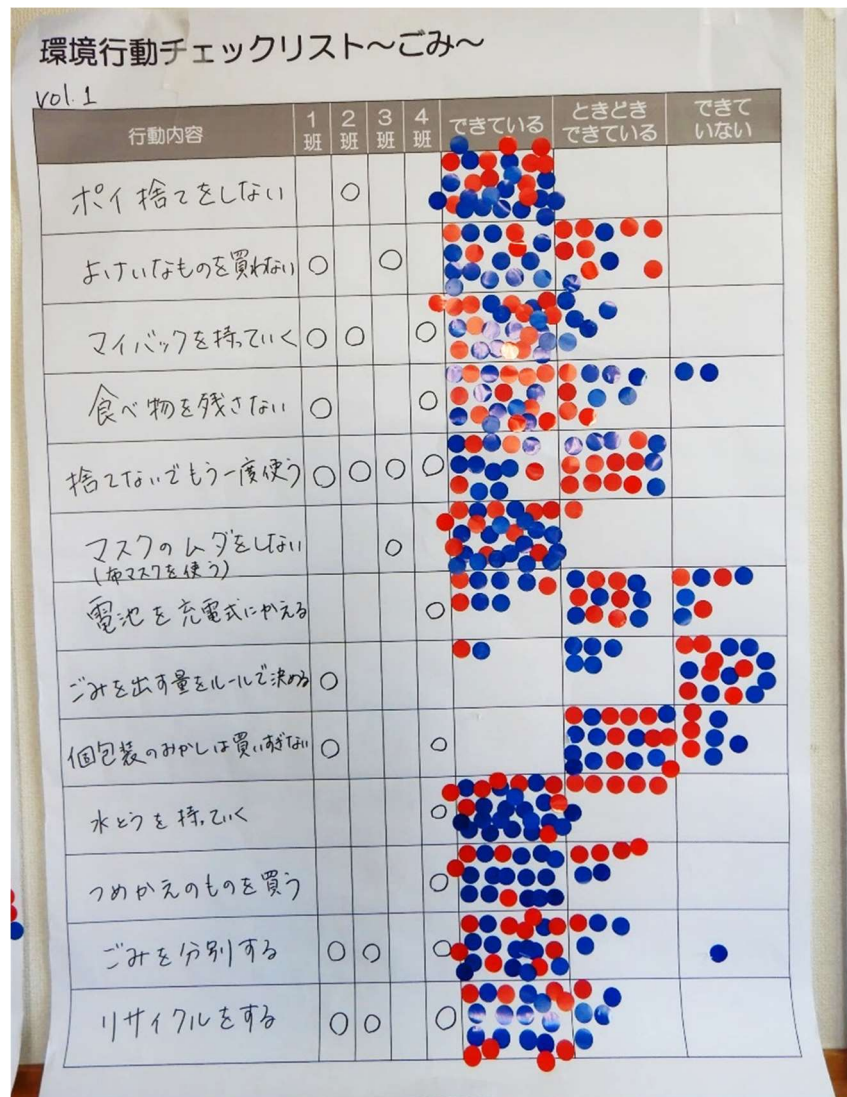 環境行動チェックリスト～ごみ～
vol.1
行動内容 1班 2班 3班 4班 できている ときどきできている できていない
ポイ捨てをしない ○
よけいなものを買わない ○ ○
マイバックを持っていく ○ ○ ○
食べ物を残さない ○ ○
捨てないでもう一度使う ○ ○ ○ ○
マスクのムダをしない ○
(布マスクを使う)
電池を充電式にかえる ○
ごみを出す量をルールで決める ○
個包装のおかしは買いすぎない ○ ○
水とうを持っていく ○
つめかえのものを買う ○
ごみを分別する ○ ○ ○
リサイクルをする ○ ○ ○